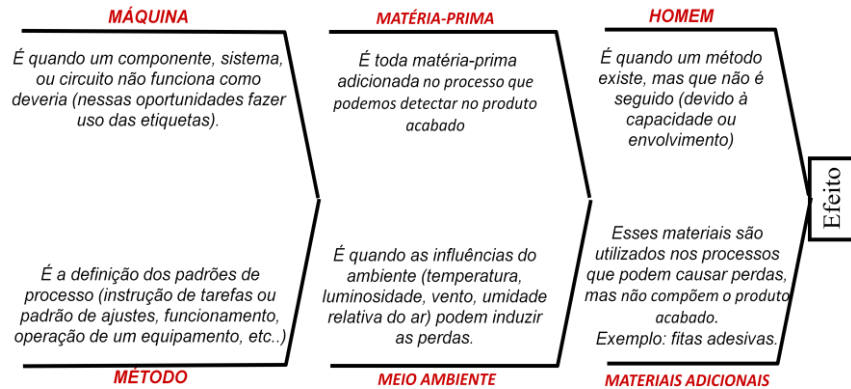 MÁQUINA
É quando um componente, sistema,
ou circuito não funciona como
deveria (nessas oportunidades fazer
uso das etiquetas).
MATÉRIA-PRIMA
É toda matéria-prima
adicionada no processo que
podemos detectar no produto
acabado
HOMEM
É quando um método
existe, mas que não é
seguido (devido à
capacidade ou
envolvimento)
Efeito
É a definição dos padrões de
processo (instrução de tarefas ou
padrão de ajustes, funcionamento,
operação de um equipamento, etc..)
MÉTODO
É quando as influências do
ambiente (temperatura,
luminosidade, vento, umidade
relativa do ar) podem induzir
as perdas.
MEIO AMBIENTE
Esses materiais são
utilizados nos processos
que podem causar perdas,
mas não compõem o produto
acabado.
Exemplo: fitas adesivas.
MATERIAIS ADICIONAIS